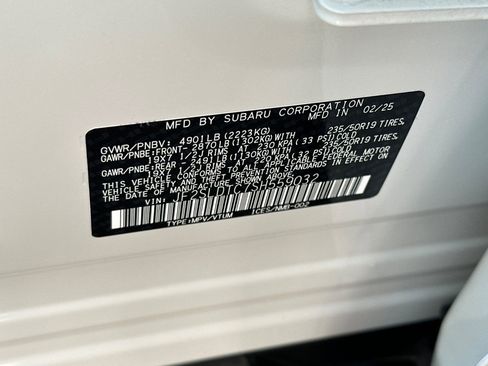 MFD BY SUBARU CORPORATION MFD IN 02/25
GVWR/PNBV: 4901LB(2223KG)
GAWR/PNBE:FRONT: 2870LB(1302KG)WITH 235/50R19 TIRES,
19X7 1/2J RIMS AT 230 KPA (33 PSI)COLD
GAWR/PNBE:REAR : 2491LB(1130KG)WITH 235/50R19 TIRES,
19X7 1/2J RIMS KPA (32 PSI)COLD
THIS VEHICLE CONFORMS TO ALL APPLICABLE FEDERAL MOTOR
VEHICLE SAFETY AND THEFT PREVENTION STANDARDS IN EFFECT ON
THE DATE OF MANUFACTURE SHOWN ABOVE.
VIN: SH559032
TYPE:MPV/VTUM ICES/NMB-002